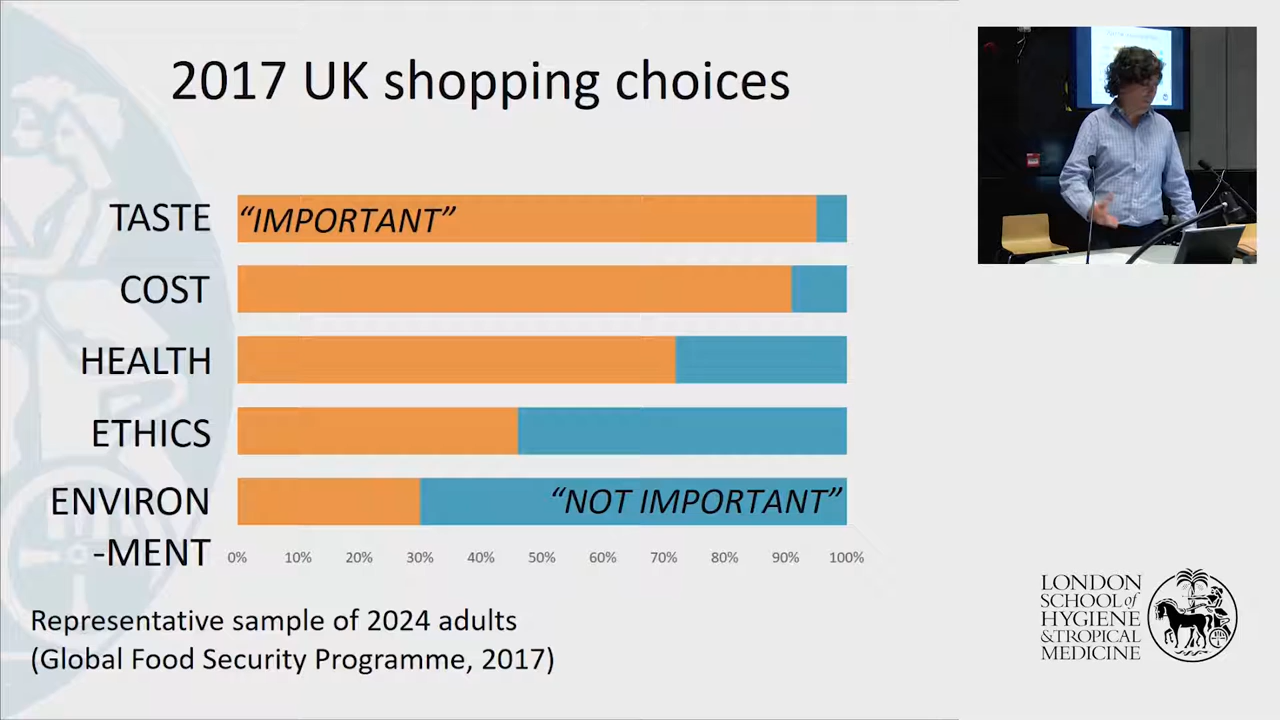 2017 UK shopping choices
TASTE
“IMPORTANT”
COST
HEALTH
ETHICS
ENVIRON
-MENT
“NOT IMPORTANT”
0% 10% 20% 30% 40% 50% 60% 70% 80% 90% 100%
Representative sample of 2024 adults
(Global Food Security Programme, 2017)
LONDON
SCHOOL of
HYGIENE
& TROPICAL
MEDICINE